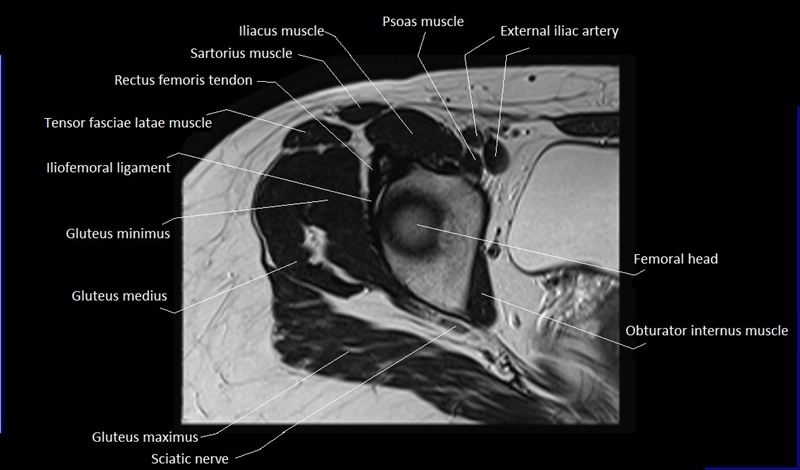 Psoas muscle
Iliacus muscle
External iliac artery
Sartorius muscle
Rectus femoris tendon
Tensor fasciae latae muscle
Iliofemoral ligament
Gluteus minimus
Femoral head
Gluteus medius
Obturator internus muscle
Gluteus maximus
Sciatic nerve